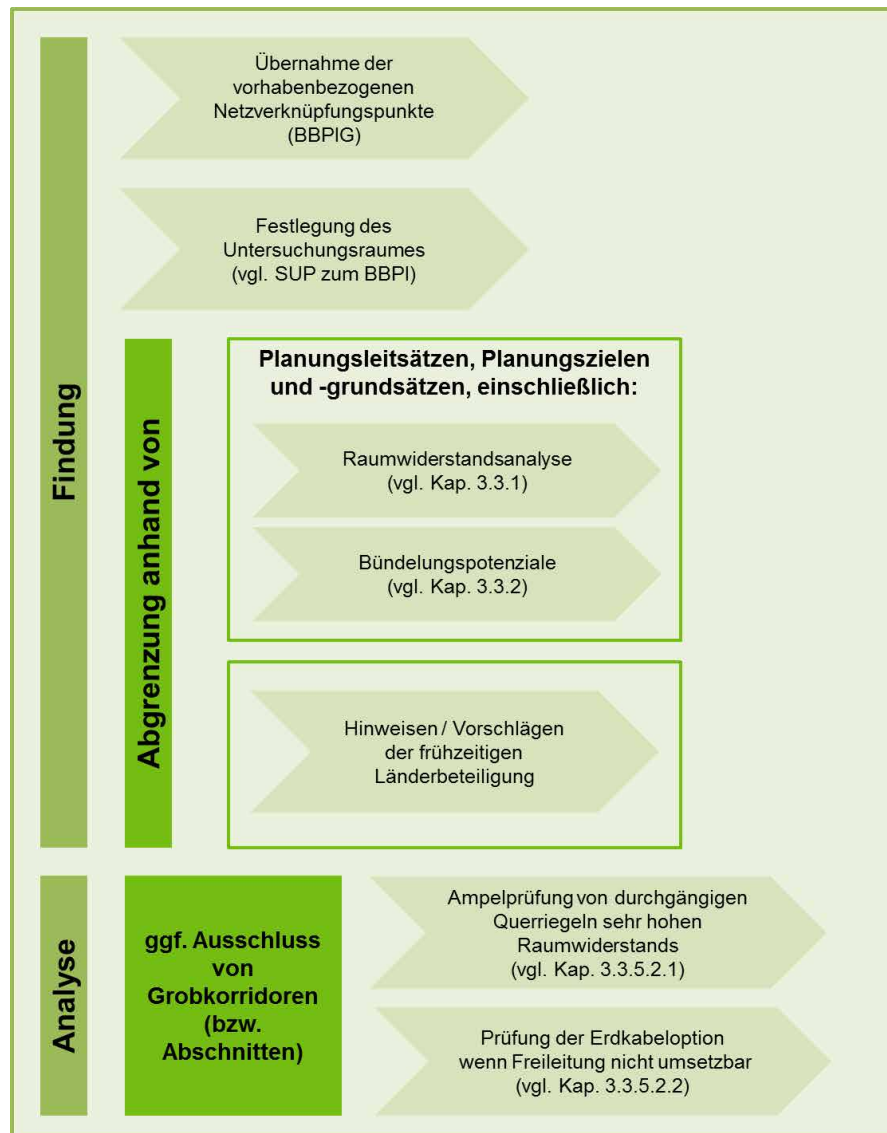 Findung
Übernahme der
vorhabenbezogenen
Netzverknüpfungspunkte
(BBPlG)
Festlegung des
Untersuchungsraumes
(vgl. SUP zum BBPl)
Abgrenzung anhand von
Planungsleitsätzen, Planungszielen
und -grundsätzen, einschließlich:
Raumwiderstandsanalyse
(vgl. Kap. 3.3.1)
Bündelungspotenziale
(vgl. Kap. 3.3.2)
Hinweisen / Vorschlägen
der frühzeitigen
Länderbeteiligung
Analyse
ggf. Ausschluss
von
Grobkorridoren
(bzw.
Abschnitten)
Ampelprüfung von durchgängigen
Querriegeln sehr hohen
Raumwiderstands
(vgl. Kap. 3.3.5.2.1)
Prüfung der Erdkabeloption
wenn Freileitung nicht umsetzbar
(vgl. Kap. 3.3.5.2.2)